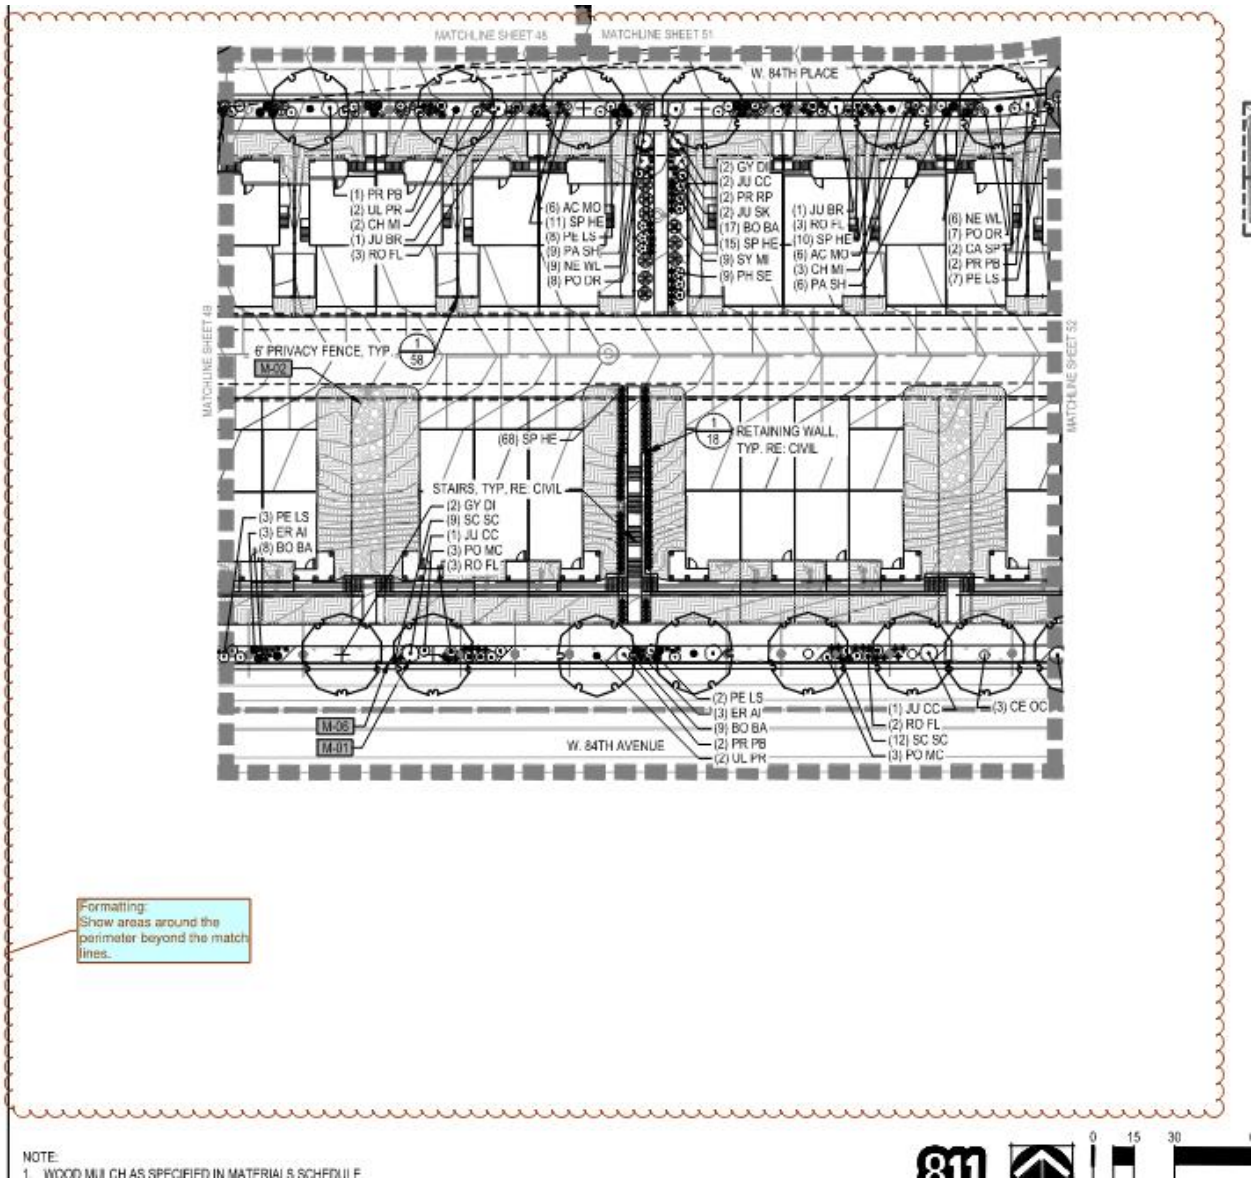 MATCHLINE SHEET 48
MATCHLINE SHEET 51
W. 84TH PLACE
(1) PR PB
(2) UL PR
(2) CH MI
(1) JU BR
(3) RO FL
(6) AC MO
(11) SP HE
(8) PE LS
(9) PA SH
(9) NE WL
(8) PO DR
(2) GY DI
(2) JU CC
(2) PR RP
(2) JU SK
(17) BO BA
(15) SP HE
(9) SY MI
(9) PH SE
(1) JU BR
(3) RO FL
(10) SP HE
(6) AC MO
(3) CH MI
(6) PA SH
(6) NE WL
(7) PO DR
(2) CA SP
(2) PR PB
(7) PE LS
MATCHLINE SHEET 49
MATCHLINE SHEET 52
6' PRIVACY FENCE, TYP.
1
58
M-02
S
(68) SP HE
1
18
RETAINING WALL,
TYP. RE: CIVIL
STAIRS, TYP, RE: CIVIL
(2) GY DI
(9) SC SC
(1) JU CC
(3) PO MC
(3) RO FL
(3) PE LS
(3) ER AI
(8) BO BA
(2) PE LS
(3) ER AI
(9) BO BA
(2) PR PB
(2) UL PR
(1) JU CC
(2) RO FL
(12) SC SC
(3) PO MC
(3) CE OC
M-06
M-01
W. 84TH AVENUE
Formatting:
Show areas around the
perimeter beyond the match
lines.
NOTE:
1. WOOD MULCH AS SPECIFIED IN MATERIALS SCHEDULE
811
0 15 30